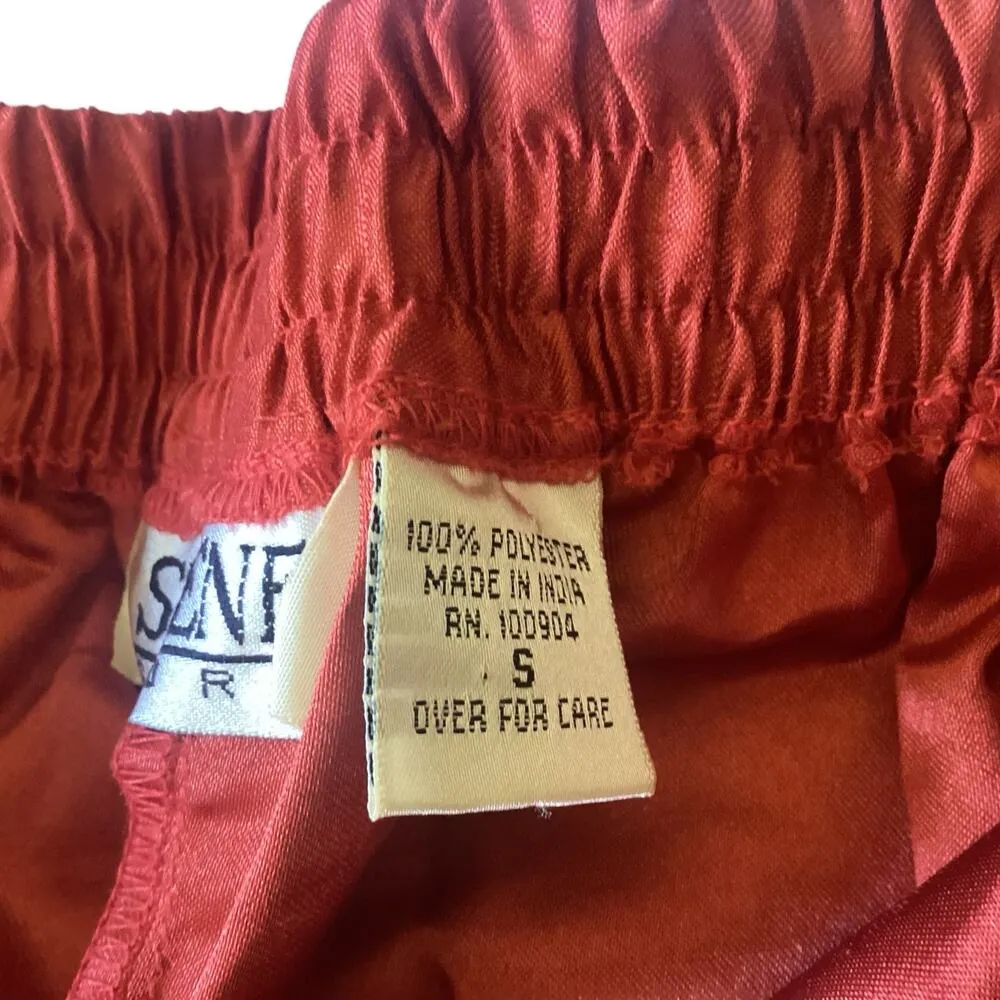 100% POLYESTER
MADE IN INDIA
RN. 100904
S
OVER FOR CARE